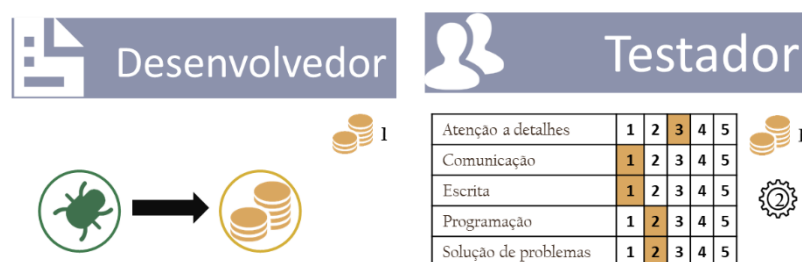 Desenvolvedor
1
Testador
Atenção a detalhes 1 2 3 4 5
Comunicação 1 2 3 4 5
Escrita 1 2 3 4 5
Programação 1 2 3 4 5
Solução de problemas 1 2 3 4 5
2